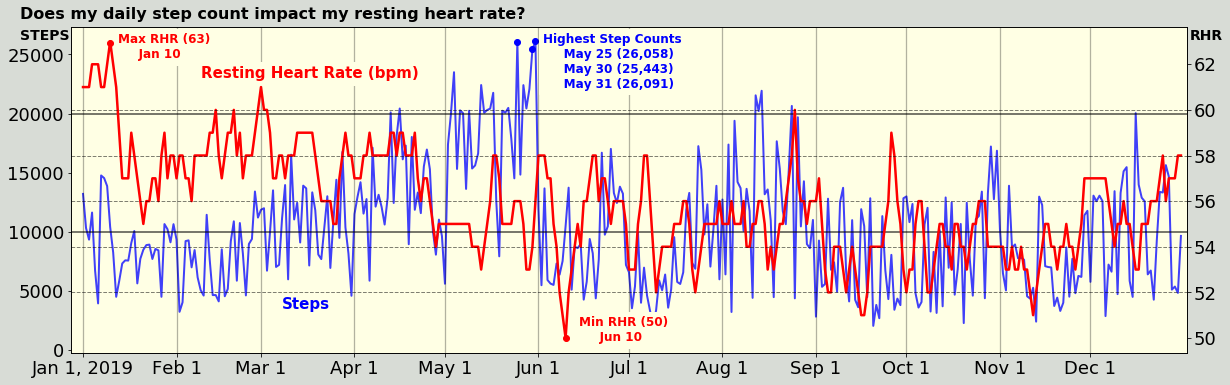 Does my daily step count impact my resting heart rate?
STEPS
RHR
Max RHR (63)
Jan 10
Highest Step Counts
May 25 (26,058)
May 30 (25,443)
May 31 (26,091)
Resting Heart Rate (bpm)
25000
20000
15000
10000
5000
0
62
60
58
56
54
52
50
Steps
Min RHR (50)
Jun 10
Jan 1, 2019
Feb 1
Mar 1
Apr 1
May 1
Jun 1
Jul 1
Aug 1
Sep 1
Oct 1
Nov 1
Dec 1